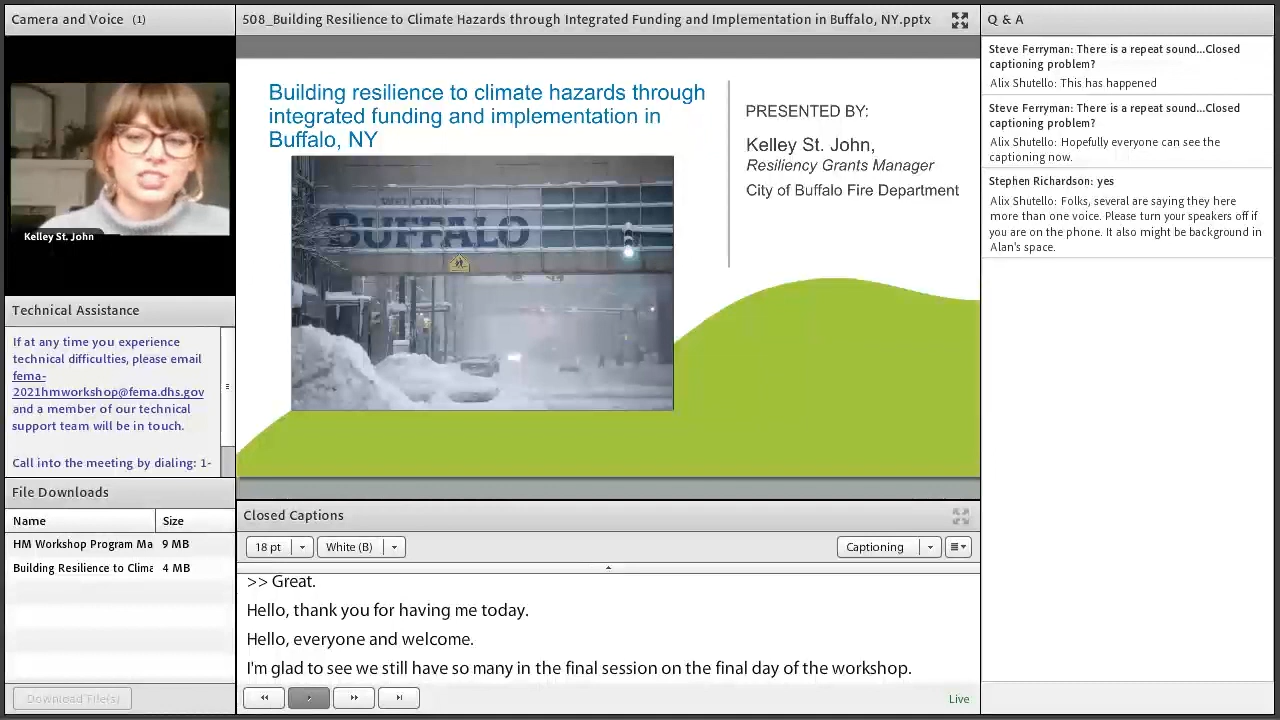 Camera and Voice (1)
Kelley St. John
Technical Assistance
If at any time you experience
technical difficulties, please email
fema-
2021hmworkshop@fema.dhs.gov
and a member of our technical
support team will be in touch.
Call into the meeting by dialing: 1-
File Downloads
Name Size
HM Workshop Program Ma 9 MB
Building Resilience to Clima 4 MB
Download File(s)
508_Building Resilience to Climate Hazards through Integrated Funding and Implementation in Buffalo, NY.pptx
Building resilience to climate hazards through
integrated funding and implementation in
Buffalo, NY
WELCOME TO
BUFFALO
PRESENTED BY:
Kelley St. John,
Resiliency Grants Manager
City of Buffalo Fire Department
Closed Captions
18 pt White (B) Captioning
>> Great.
Hello, thank you for having me today.
Hello, everyone and welcome.
I'm glad to see we still have so many in the final session on the final day of the workshop.
Live
Q & A
Steve Ferryman: There is a repeat sound...Closed
captioning problem?
Alix Shutello: This has happened
Steve Ferryman: There is a repeat sound...Closed
captioning problem?
Alix Shutello: Hopefully everyone can see the
captioning now.
Stephen Richardson: yes
Alix Shutello: Folks, several are saying they here
more than one voice. Please turn your speakers off if
you are on the phone. It also might be background in
Alan's space.